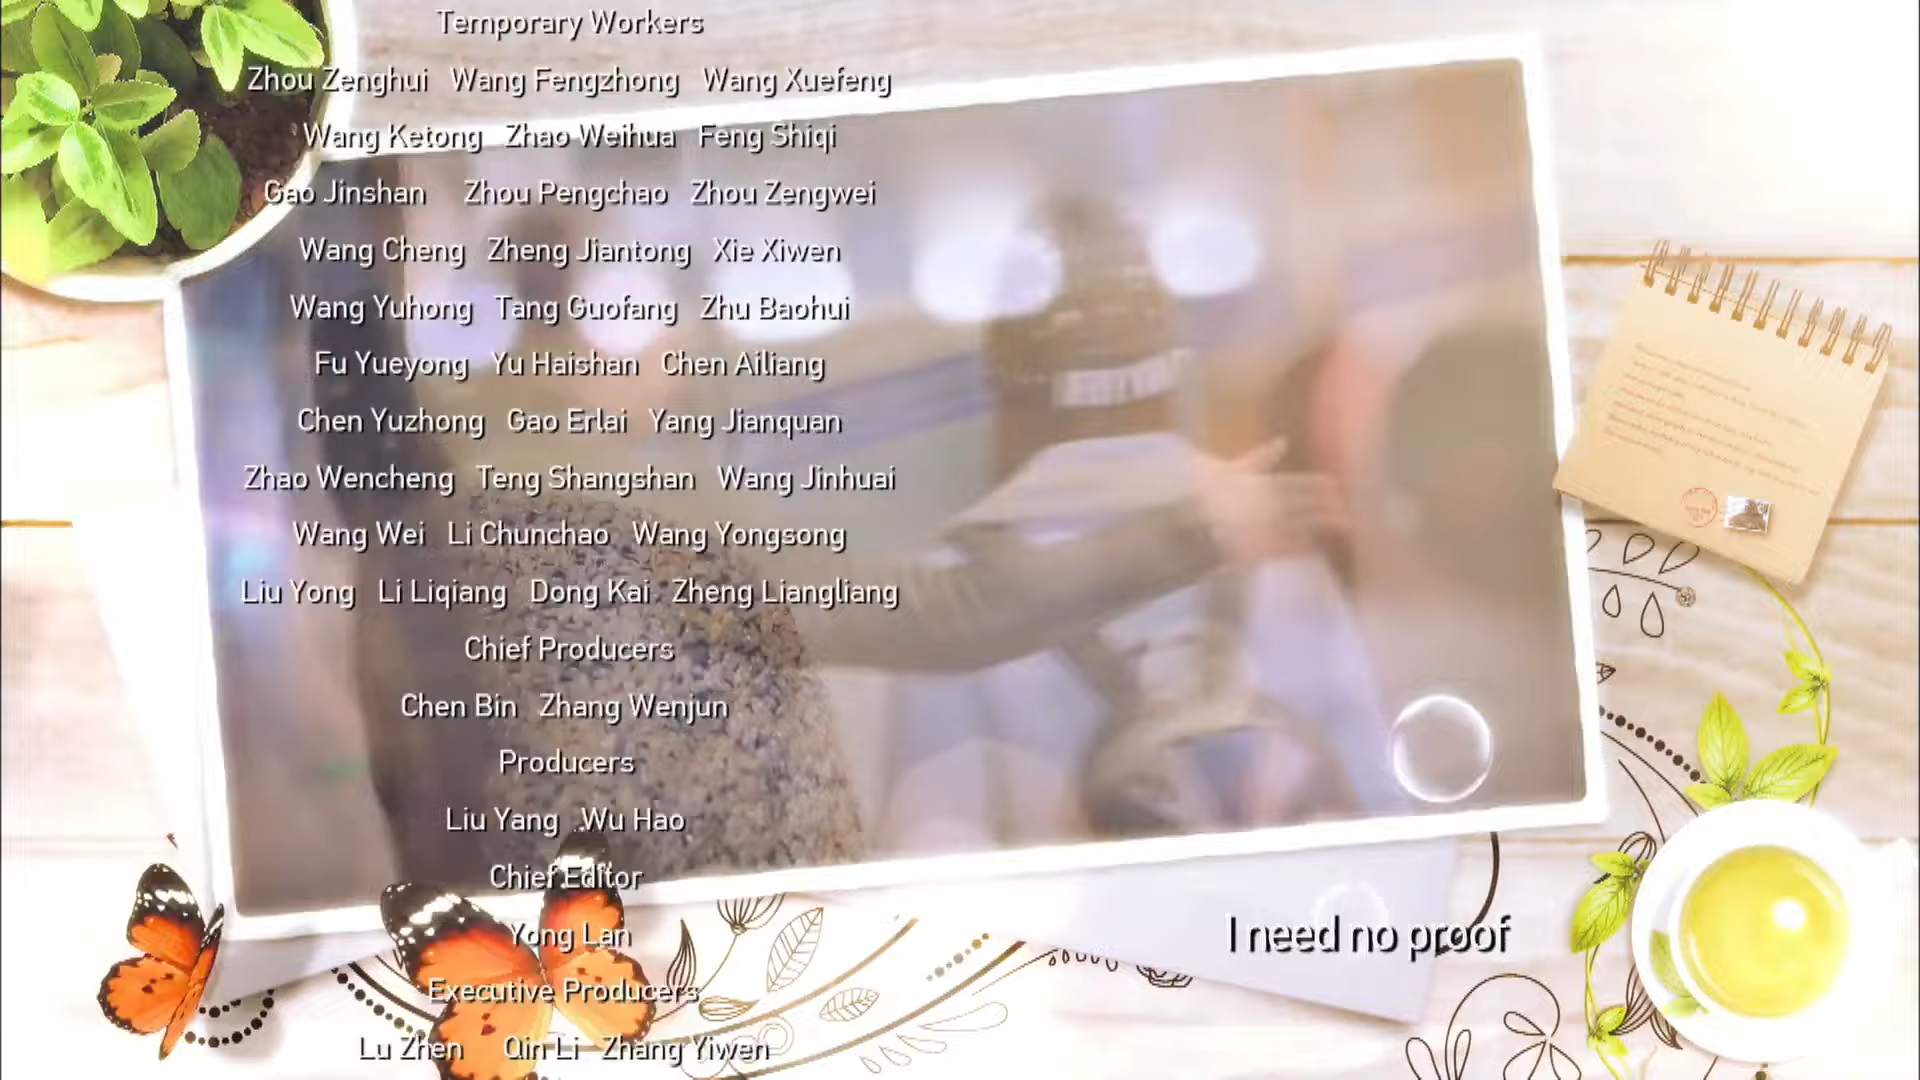 Temporary Workers
Zhou Zenghui Wang Fengzhong Wang Xuefeng
Wang Ketong Zhao Weihua Feng Shiqi
Gao Jinshan Zhou Pengchao Zhou Zengwei
Wang Cheng Zheng Jiantong Xie Xiwen
Wang Yuhong Tang Guofang Zhu Baohui
Fu Yueyong Yu Haishan Chen Ailiang
Chen Yuzhong Gao Erlai Yang Jianquan
Zhao Wencheng Teng Shangshan Wang Jinhuai
Wang Wei Li Chunchao Wang Yongsong
Liu Yong Li Liqiang Dong Kai Zheng Liangliang
Chief Producers
Chen Bin Zhang Wenjun
Producers
Liu Yang Wu Hao
Chief Editor
Yong Lan
I need no proof
Executive Producers
Lu Zhen Qin Li Zhang Yiwen